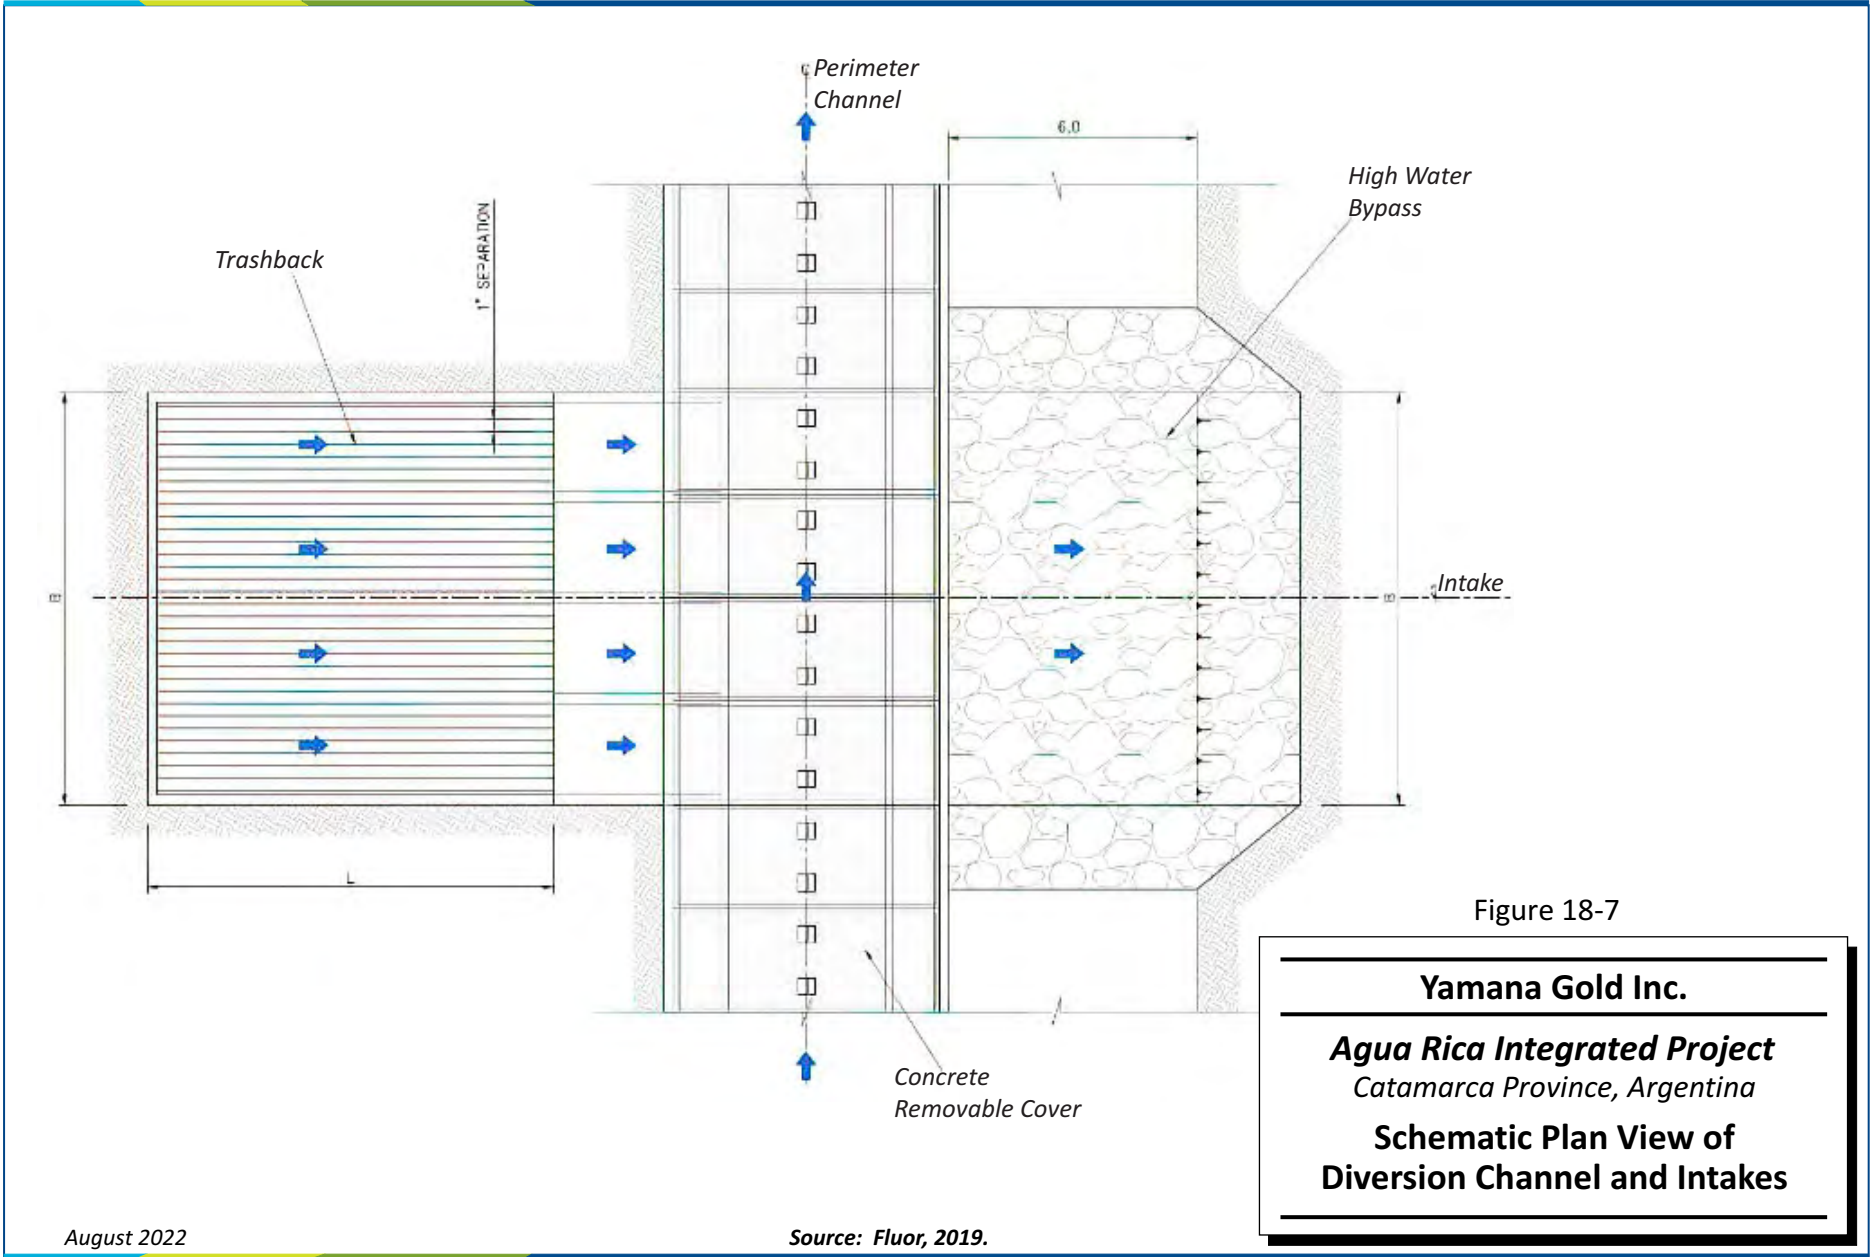 Perimeter
Channel
6.0
High Water
Bypass
1" SEPARATION
Trashback
B
B
Intake
L
Concrete
Removable Cover
Figure 18-7
Yamana Gold Inc.
Agua Rica Integrated Project
Catamarca Province, Argentina
Schematic Plan View of
Diversion Channel and Intakes
August 2022
Source: Fluor, 2019.